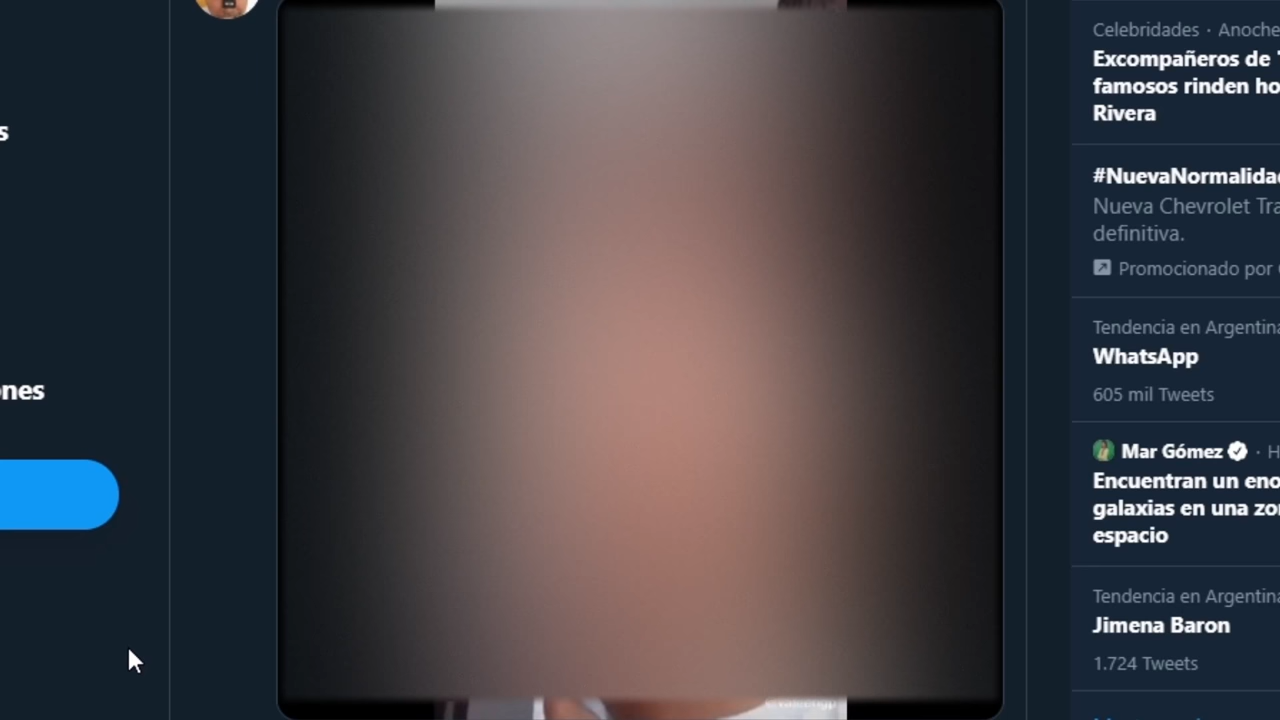 s
ones
Celebridades · Anoche
Excompañeros de
famosos rinden ho
Rivera
#NuevaNormalidad
Nueva Chevrolet Tra
definitiva.
Promocionado por
Tendencia en Argentina
WhatsApp
605 mil Tweets
Mar Gómez · H
Encuentran un eno
galaxias en una zo
espacio
Tendencia en Argentina
Jimena Baron
1.724 Tweets